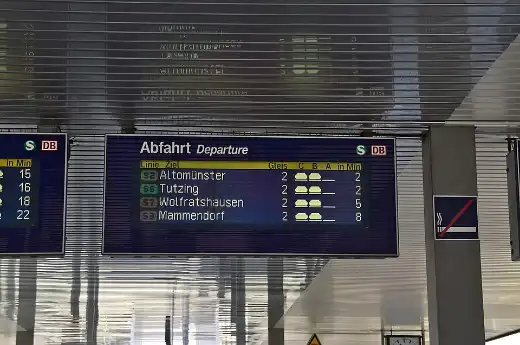 in Min
S DB
15
16
18
22
Abfahrt Departure
S DB
Linie Ziel Gleis C B A in Min
S2 Altomünster 2 2
S6 Tutzing 2 2
S7 Wolfratshausen 2 5
S3 Mammendorf 2 8